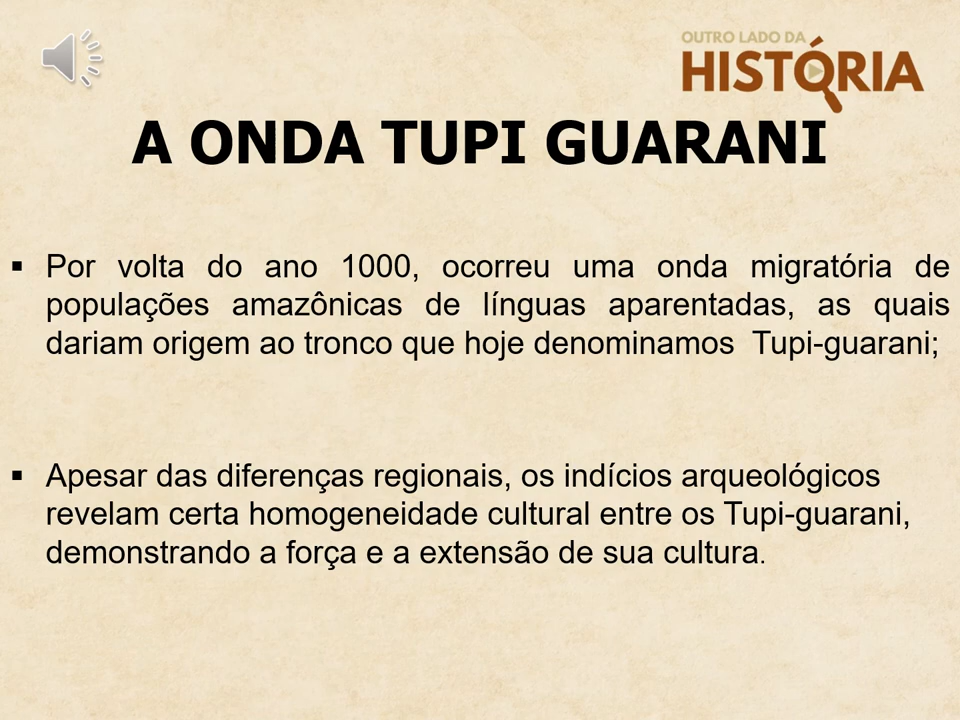 OUTRO LADO DA
HISTÓRIA
A ONDA TUPI GUARANI
▪ Por volta do ano 1000, ocorreu uma onda migratória de
populações amazônicas de línguas aparentadas, as quais
dariam origem ao tronco que hoje denominamos Tupi-guarani;
▪ Apesar das diferenças regionais, os indícios arqueológicos
revelam certa homogeneidade cultural entre os Tupi-guarani,
demonstrando a força e a extensão de sua cultura.